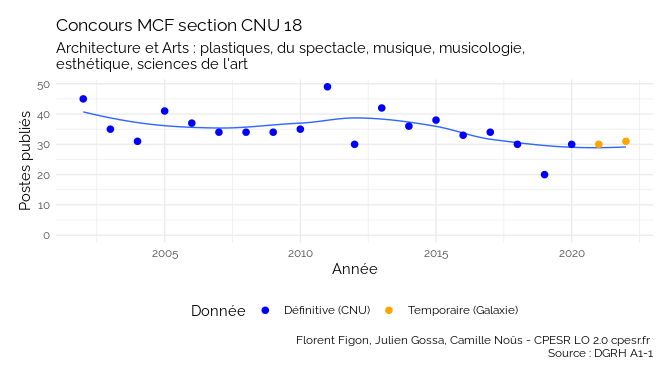 Concours MCF section CNU 18
Architecture et Arts : plastiques, du spectacle, musique, musicologie,
esthétique, sciences de l'art
50
40
30
20
10
0
Postes publiés
2005 2010 2015 2020
Année
Donnée Définitive (CNU) Temporaire (Galaxie)
Florent Figon, Julien Gossa, Camille Noûs - CPESR LO 2.0 cpesr.fr
Source : DGRH A1-1